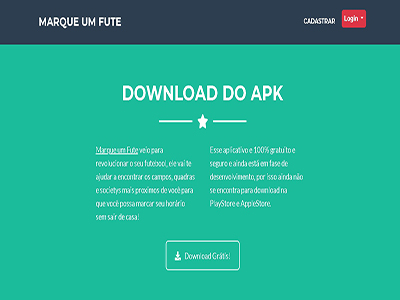 MARQUE UM FUTE
CADASTRAR
Login
DOWNLOAD DO APK
Marque um Fute veio para
revolucionar o seu futebol, ele vai te
ajudar a encontrar os campos, quadras
e societys mais proximos de você para
que você possa marcar seu horário
sem sair de casa!
Esse aplicativo e 100% gratuito e
seguro e ainda está em fase de
desenvolvimento, por isso ainda não
se encontra para download na
PlayStore e AppleStore.
Download Grátis!